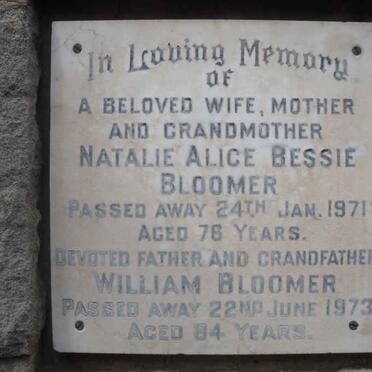 In Loving Memory
OF
A BELOVED WIFE, MOTHER
AND GRANDMOTHER
NATALIE ALICE BESSIE
BLOOMER
PASSED AWAY 24TH JAN. 1971
AGED 76 YEARS.
DEVOTED FATHER AND GRANDFATHER
WILLIAM BLOOMER
PASSED AWAY 22ND JUNE 1973
AGED 84 YEARS.